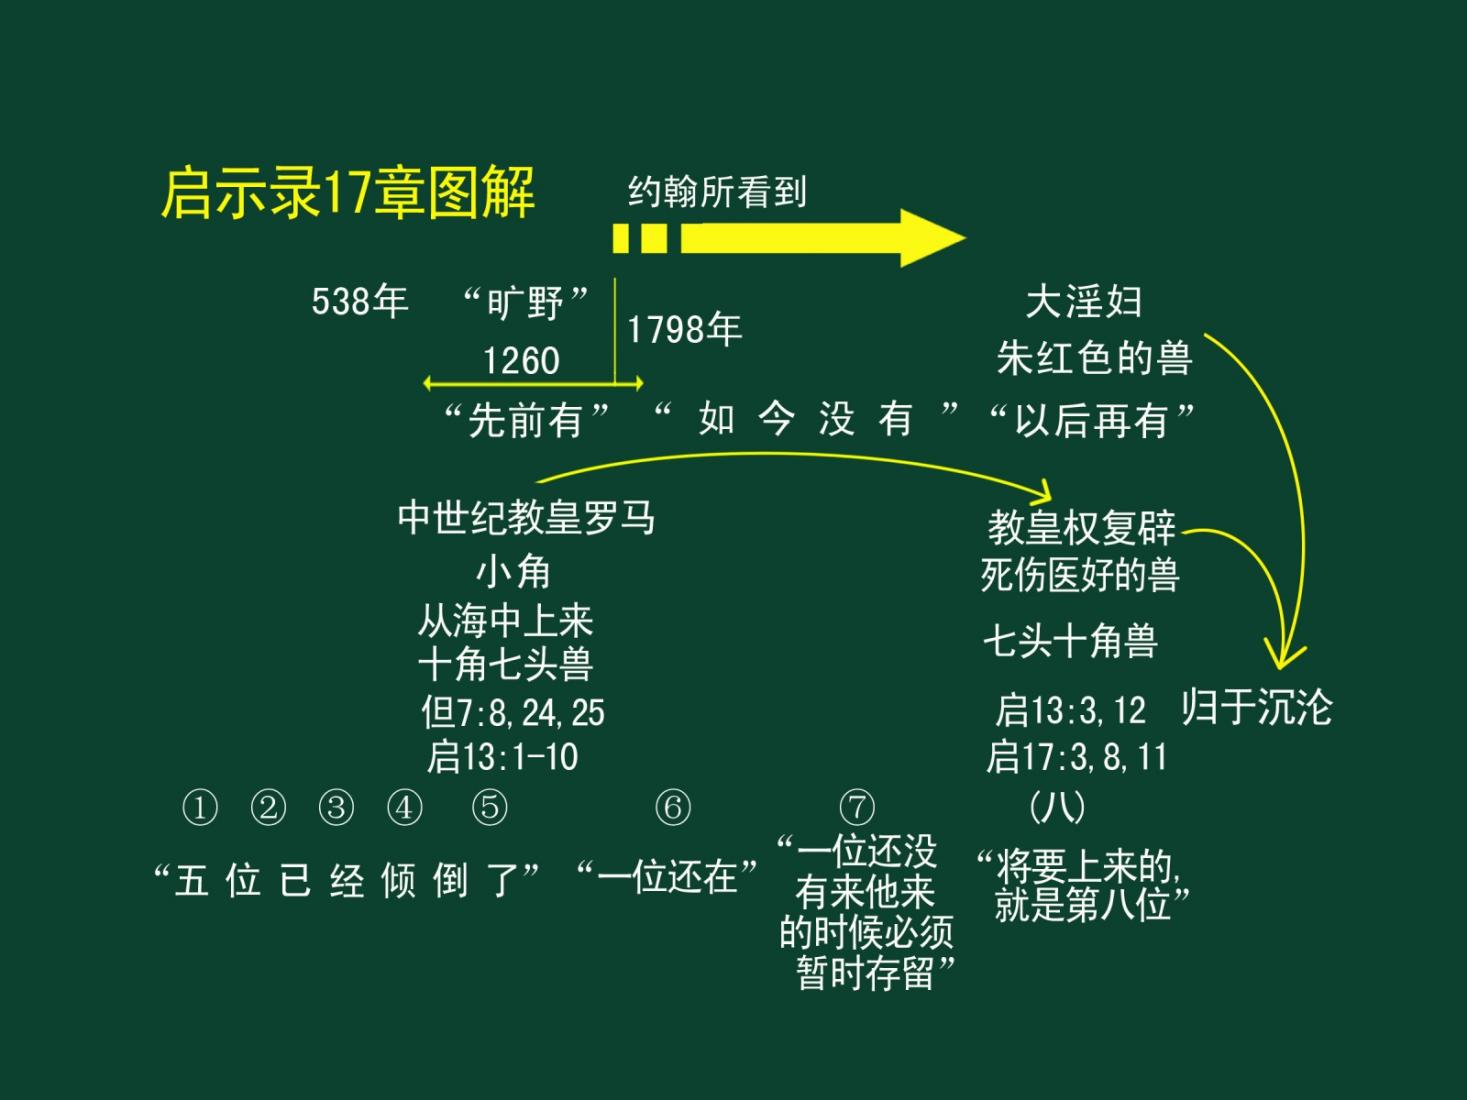 启示录17章图解
约翰所看到
538年 “旷野” 1798年 大淫妇
1260 朱红色的兽
“先前有” “如今没有” “以后再有”
中世纪教皇罗马
小角
从海中上来
十角七头兽
但7:8,24,25
启13:1-10
教皇权复辟
死伤医好的兽
七头十角兽
启13:3,12 归于沉沦
启17:3,8,11
① ② ③ ④ ⑤ ⑥ ⑦ (八)
“五位已经倾倒了” “一位还在”
“一位还没
有来他来
的时候必须
暂时存留”
“将要上来的,
就是第八位”